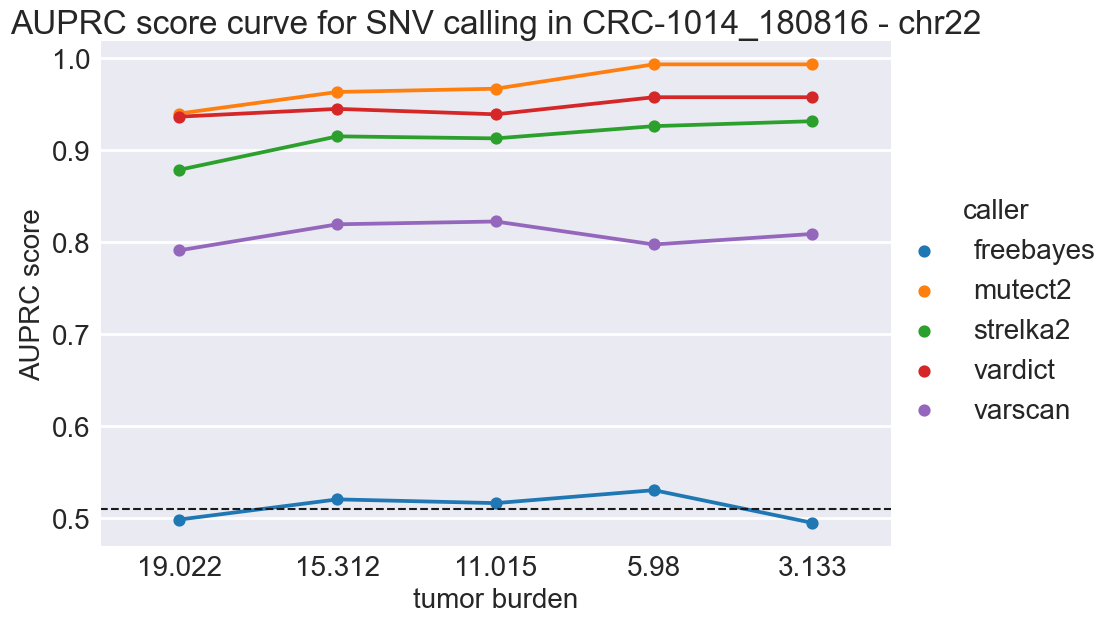 AUPRC score curve for SNV calling in CRC-1014_180816 - chr22
1.0
0.9
0.8
0.7
0.6
0.5
AUPRC score
19.022 15.312 11.015 5.98 3.133
tumor burden
caller
freebayes
mutect2
strelka2
vardict
varscan